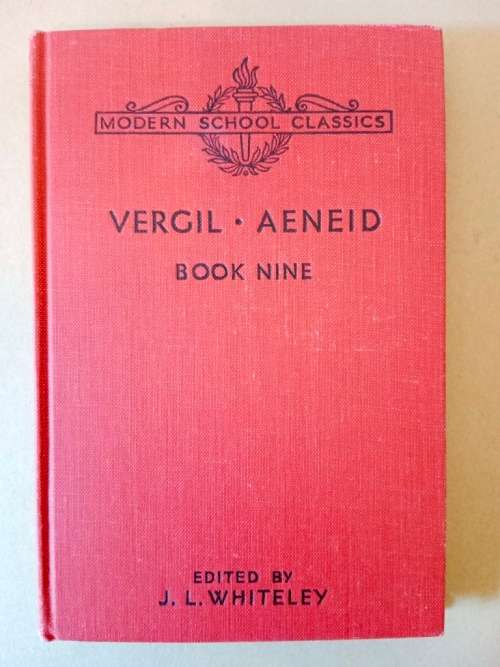 MODERN SCHOOL CLASSICS
VERGIL · AENEID
BOOK NINE
EDITED BY
J. L. WHITELEY